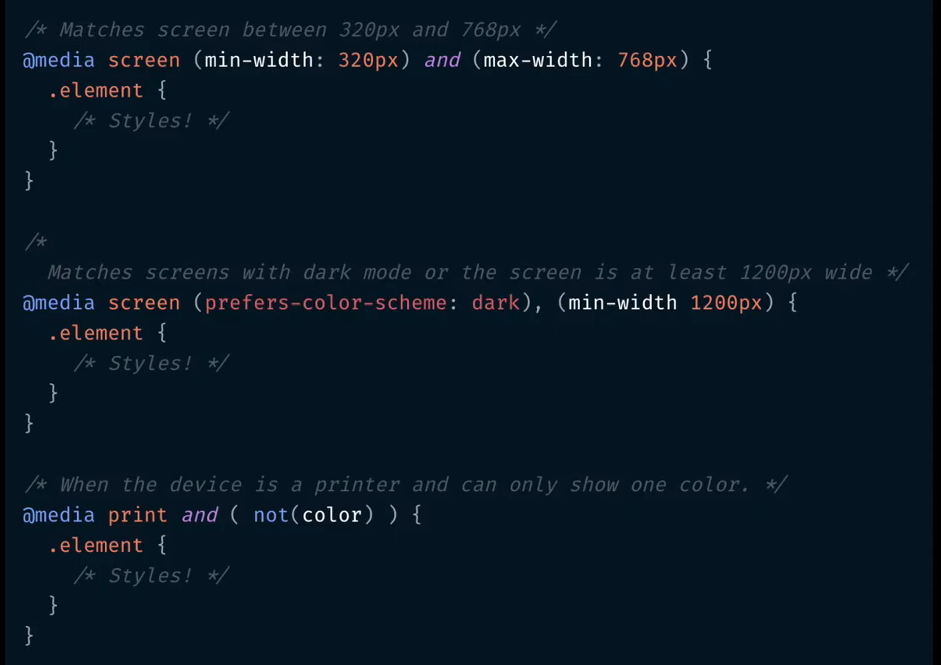 /* Matches screen between 320px and 768px */
@media screen (min-width: 320px) and (max-width: 768px) {
  .element {
    /* Styles! */
  }
}

/*
  Matches screens with dark mode or the screen is at least 1200px wide */
@media screen (prefers-color-scheme: dark), (min-width 1200px) {
  .element {
    /* Styles! */
  }
}

/* When the device is a printer and can only show one color. */
@media print and ( not(color) ) {
  .element {
    /* Styles! */
  }
}